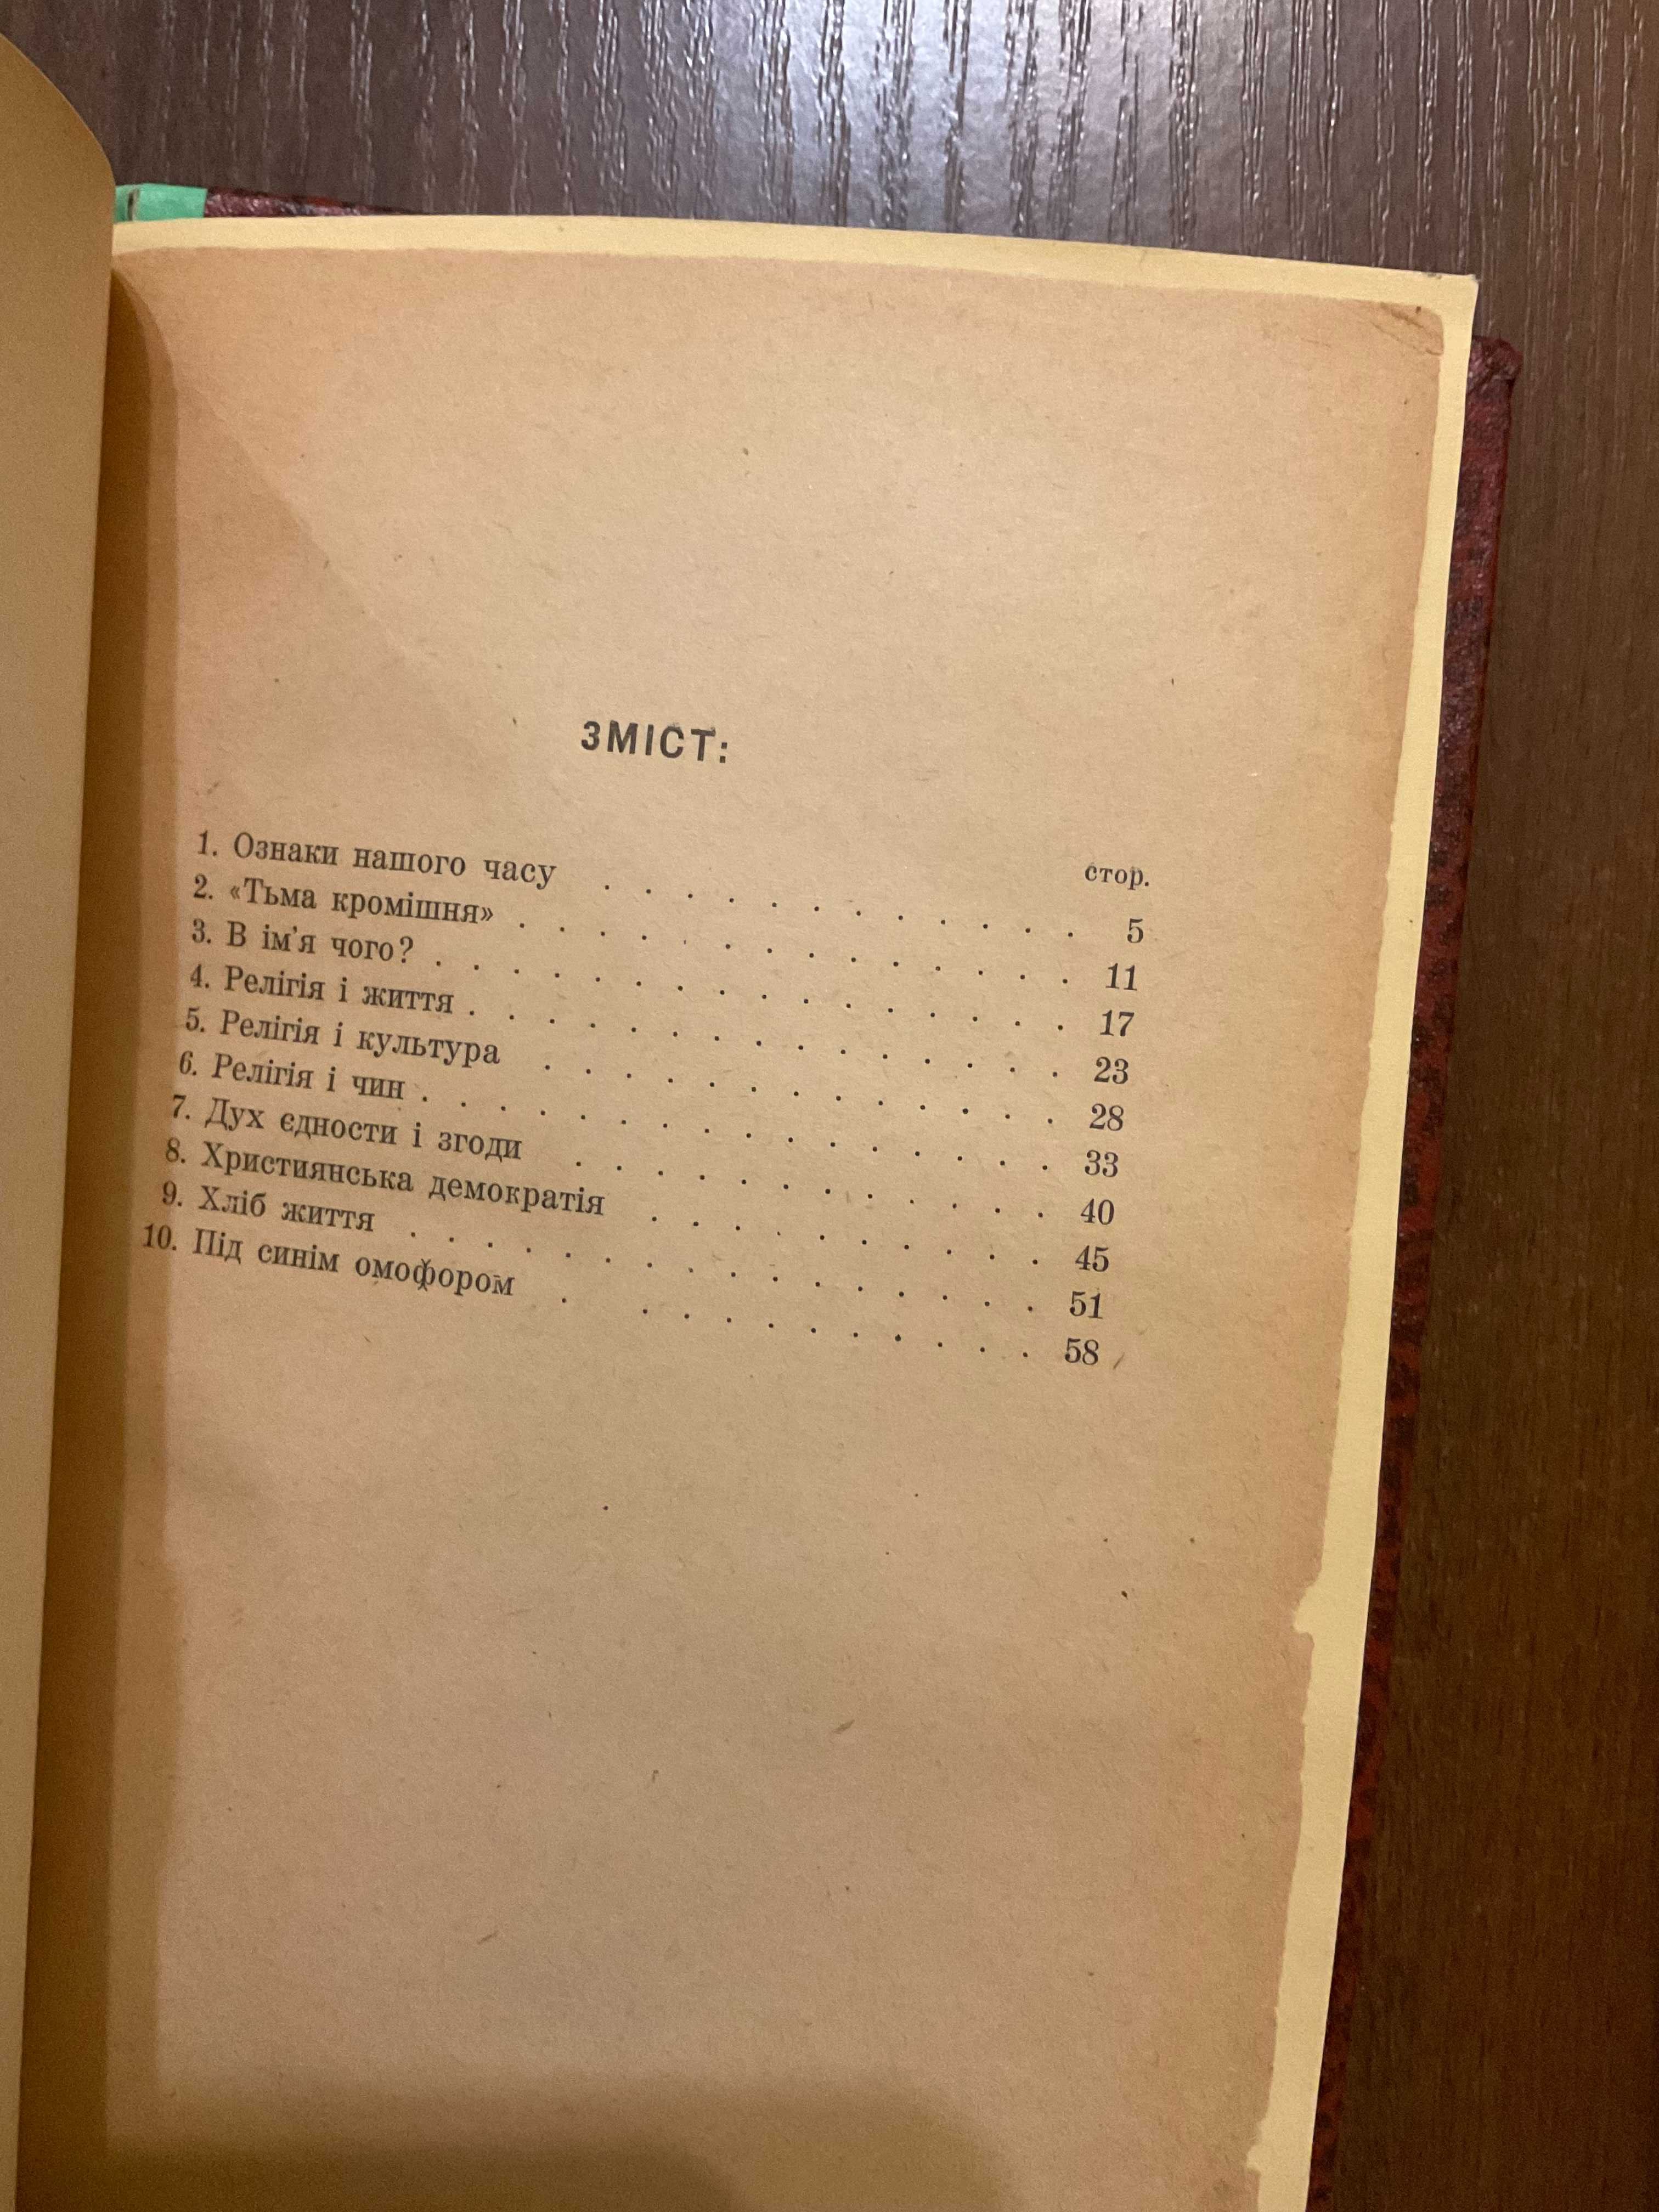 ЗМІСТ:
стор.
1. Ознаки нашого часу . . . . . . . . . . . . 5
2. «Тьма кромішня» . . . . . . . . . . . . . . 11
3. В ім'я чого? . . . . . . . . . . . . . . . . 17
4. Релігія і життя . . . . . . . . . . . . . . . 23
5. Релігія і культура . . . . . . . . . . . . . 28
6. Релігія і чин . . . . . . . . . . . . . . . . 33
7. Дух єдности і згоди . . . . . . . . . . . . 40
8. Християнська демократія . . . . . . . . . . 45
9. Хліб життя . . . . . . . . . . . . . . . . 51
10. Під синім омофором . . . . . . . . . . . 58